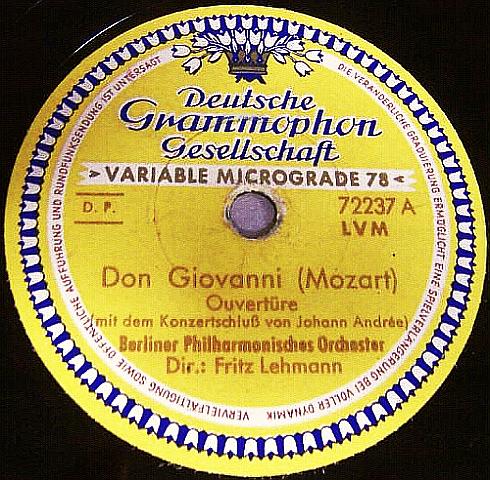 Deutsche
Grammophon
Gesellschaft
> VARIABLE MICROGRADE 78 <
D. P.
72237 A
LVM
Don Giovanni (Mozart)
Ouvertüre
(mit dem Konzertschluß von Johann Andrée)
Berliner Philharmonisches Orchester
Dir.: Fritz Lehmann
DIE VERÄNDERLICHE GRADUIERUNG ERMÖGLICHT EINE SPIELVERLÄNGERUNG BEI VOLLER DYNAMIK
VERVIELFÄLTIGUNG SOWIE ÖFFENTLICHE AUFFÜHRUNG UND RUNDFUNKSENDUNG IST UNTERSAGT